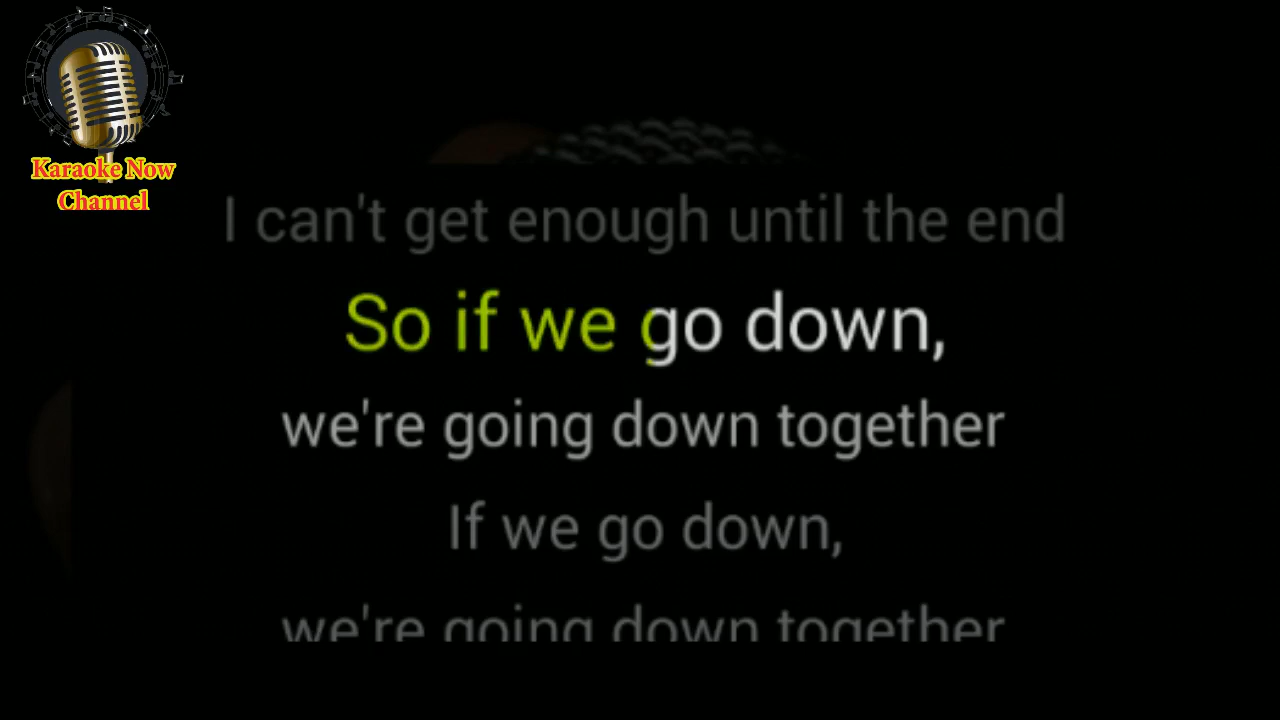 Karaoke Now
Channel
I can't get enough until the end
So if we go down,
we're going down together
If we go down,
we're going down together